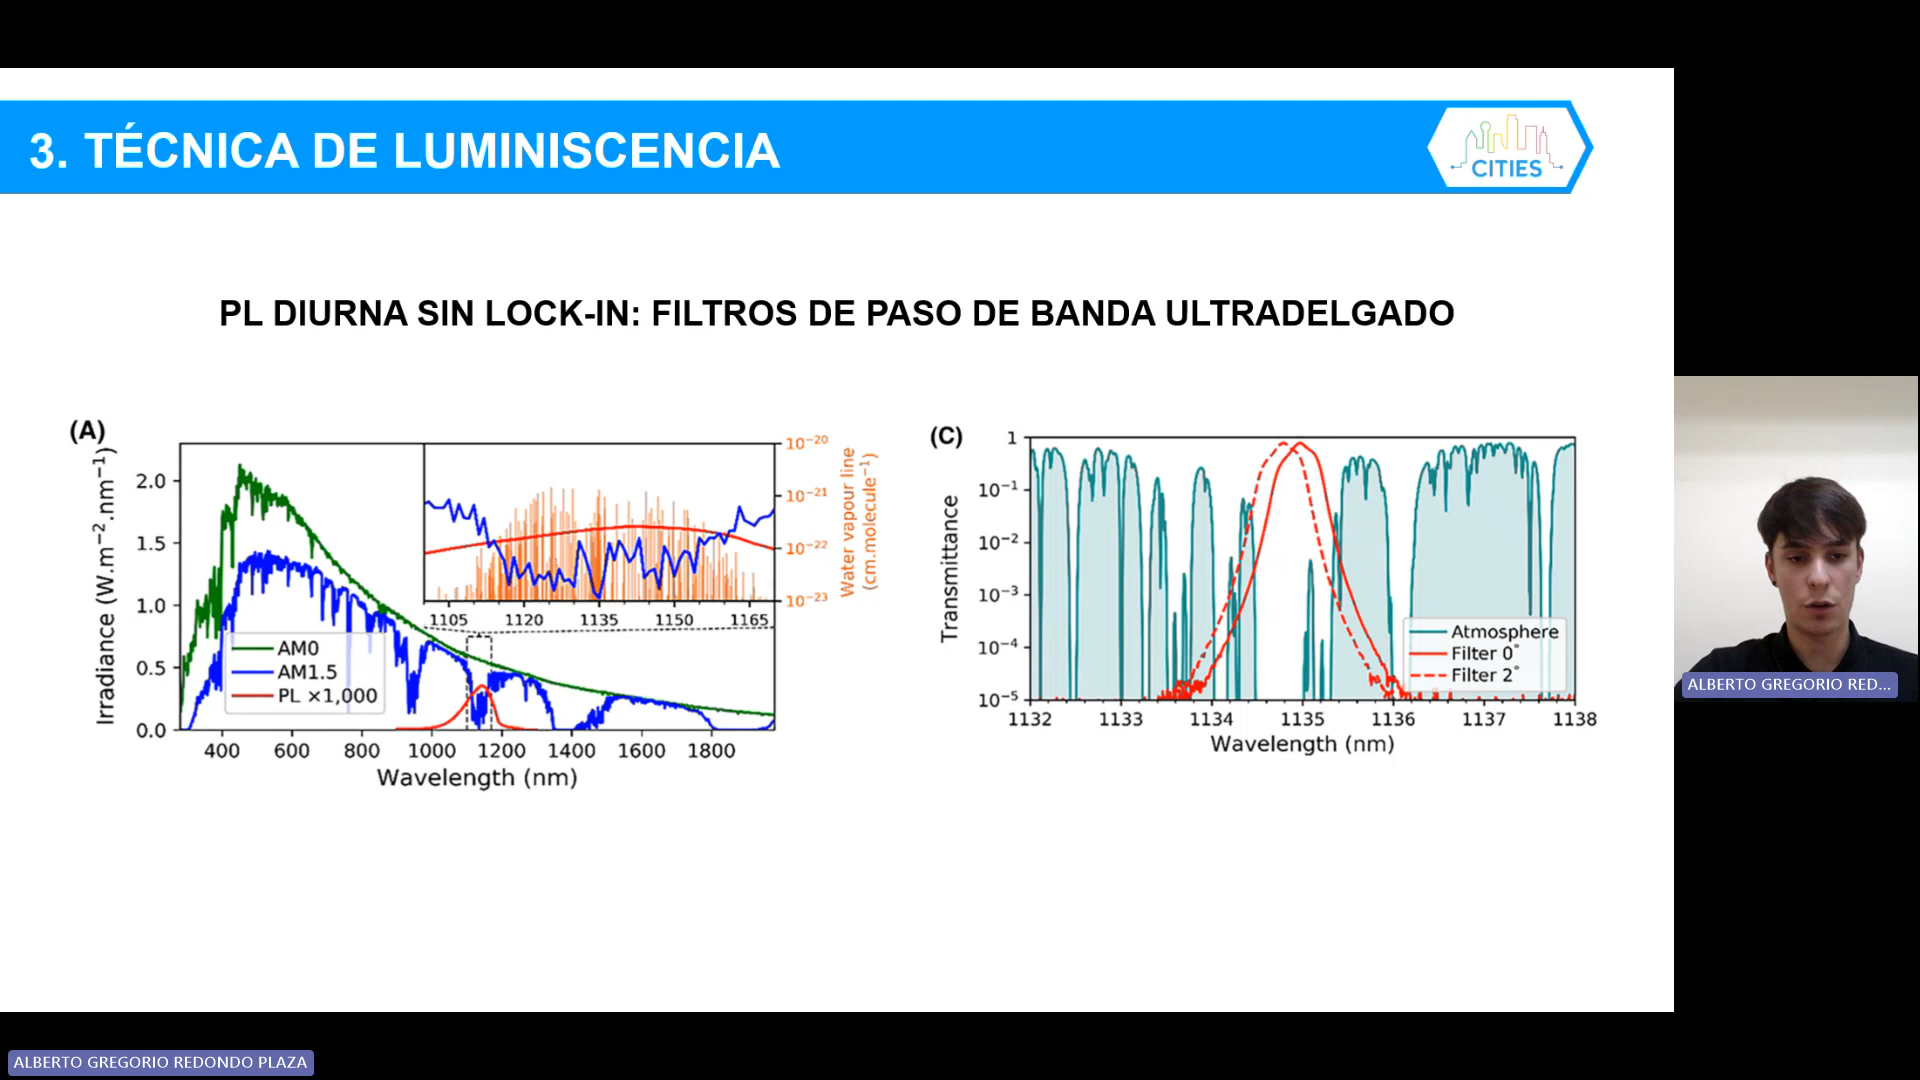 3. TÉCNICA DE LUMINISCENCIA
CITIES
PL DIURNA SIN LOCK-IN: FILTROS DE PASO DE BANDA ULTRADELGADO
(A)
Irradiance (W.m⁻².nm⁻¹)
2.0
1.5
1.0
0.5
0.0
AM0
AM1.5
PL ×1,000
1105 1120 1135 1150 1165
10⁻²⁰
10⁻²¹
10⁻²²
10⁻²³
Water vapour line
(cm.molecule⁻¹)
400 600 800 1000 1200 1400 1600 1800
Wavelength (nm)
(C)
Transmittance
1
10⁻¹
10⁻²
10⁻³
10⁻⁴
10⁻⁵
Atmosphere
Filter 0°
Filter 2°
1132 1133 1134 1135 1136 1137 1138
Wavelength (nm)
ALBERTO GREGORIO RED...
ALBERTO GREGORIO REDONDO PLAZA